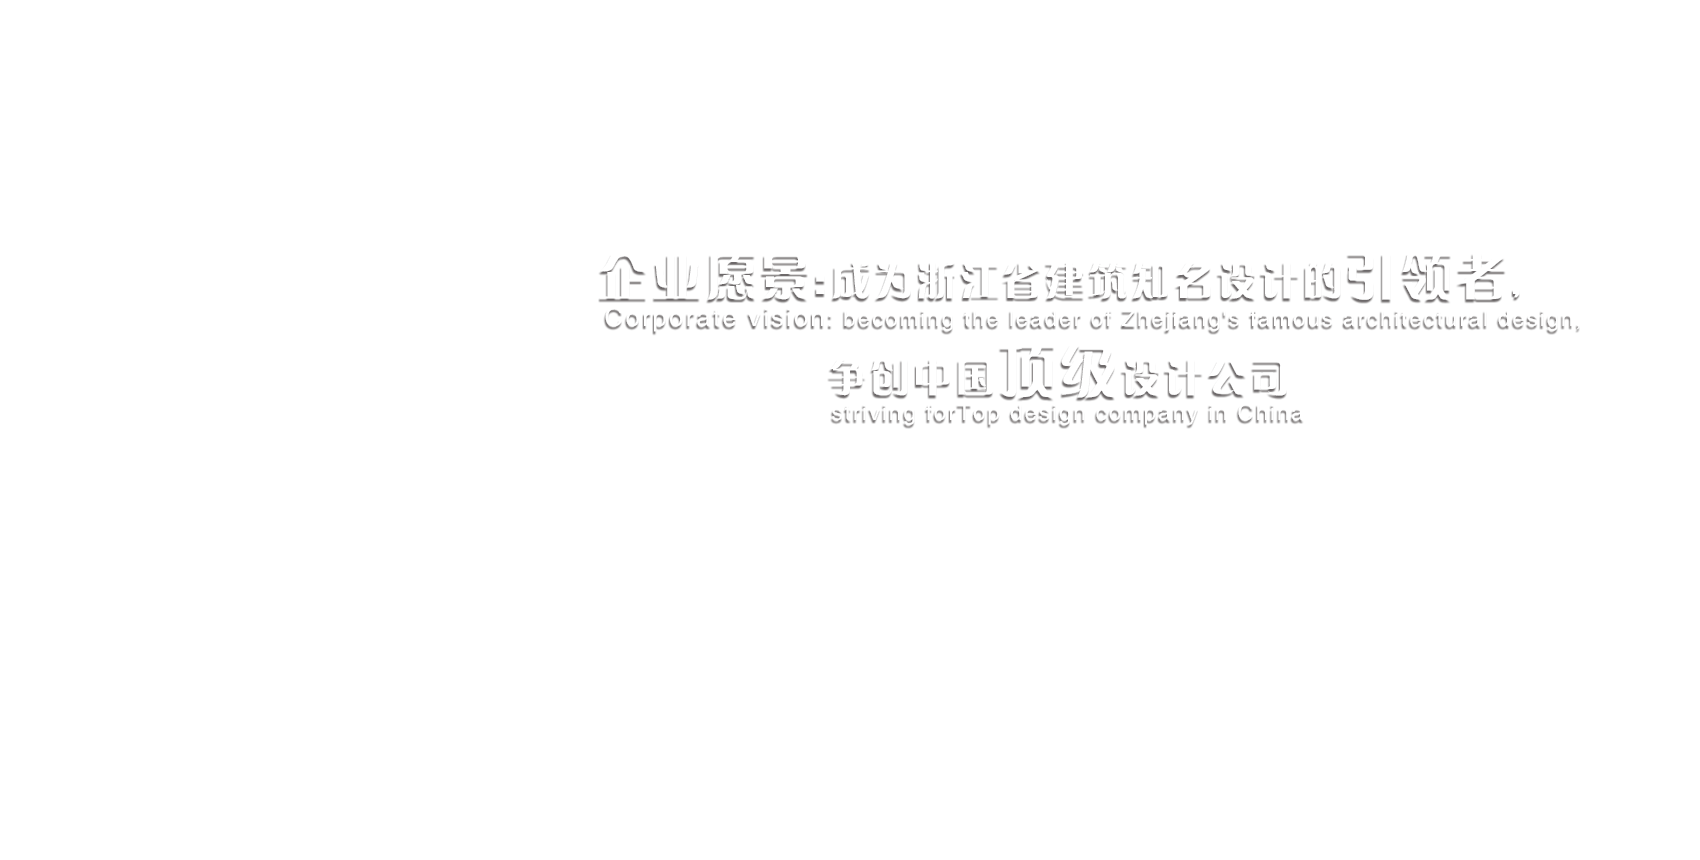 企业愿景:成为浙江省建筑知名设计的引领者,
Corporate vision: becoming the leader of Zhejiang's famous architectural design,
争创中国顶级设计公司
striving forTop design company in China